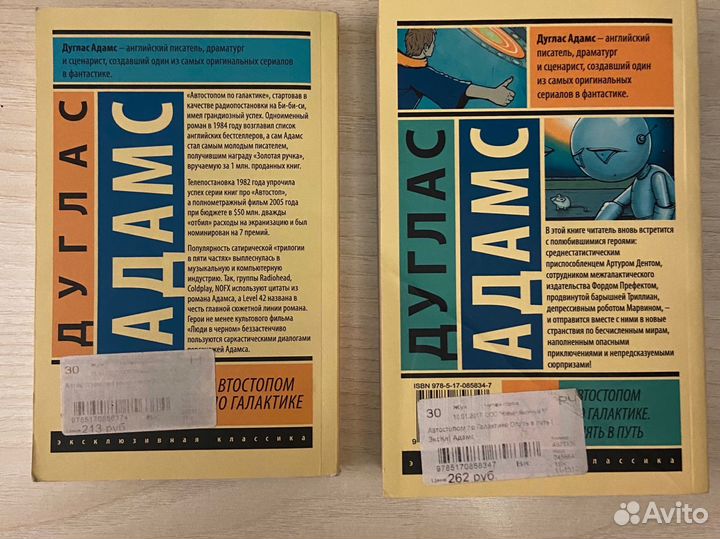 Дуглас Адамс – английский
писатель, драматург
и сценарист, создавший один
из самых оригинальных сериалов
в фантастике.
ДУГЛАС
АДАМС
«Автостопом по галактике», стартовав в
качестве радиопостановки на Би-би-си,
имел грандиозный успех. Одноименный
роман в 1984 году возглавил список
английских бестселлеров, а сам Адамс
стал самым молодым писателем,
получившим награду «Золотая ручка»,
вручаемую за 1 млн. проданных книг.
Телепостановка 1982 года упрочила
успех серии книг про «Автостоп»,
а полнометражный фильм 2005 года
при бюджете в $50 млн. дважды
«отбил» расходы на экранизацию и был
номинирован на 7 премий.
Популярность сатирической «трилогии
в пяти частях» выплеснулась в
музыкальную и компьютерную
индустрию. Так, группы Radiohead,
Coldplay, NOFX используют цитаты из
романа Адамса, а Level 42 названа в
честь главной сюжетной линии романа.
Герои не менее культового фильма
«Люди в черном» беззастенчиво
пользуются саркастическими диалогами
Адамса.
30
9785170858374
Цена 213 руб
АВТОСТОПОМ
ПО ГАЛАКТИКЕ
эксклюзивная классика
Дуглас Адамс – английский
писатель, драматург
и сценарист, создавший один
из самых оригинальных
сериалов в фантастике.
ДУГЛАС
АДАМС
В этой книге читатель вновь встретится
с полюбившимися героями:
среднестатистическим
приспособленцем Артуром Дентом,
сотрудником межгалактического
издательства Фордом Префектом,
продвинутой барышней Триллиан,
депрессивным роботом Марвином, –
и отправится вместе с ними в новые
странствия по бесчисленным мирам,
наполненным опасными
приключениями и непредсказуемыми
сюрпризами!
ISBN 978-5-17-085834-7
30
Автостопом по Галактике Опять в путь
ЭксКл Адамс
9785170858347
Цена 262 руб.
АВТОСТОПОМ
ПО ГАЛАКТИКЕ.
ОПЯТЬ В ПУТЬ
классика
Avito